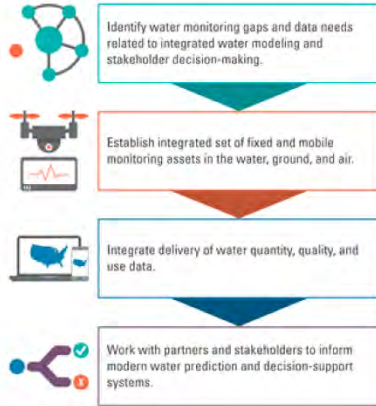 Identify water monitoring gaps and data needs
related to integrated water modeling and
stakeholder decision-making.
Establish integrated set of fixed and mobile
monitoring assets in the water, ground, and air.
Integrate delivery of water quantity, quality, and
use data.
Work with partners and stakeholders to inform
modern water prediction and decision-support
systems.